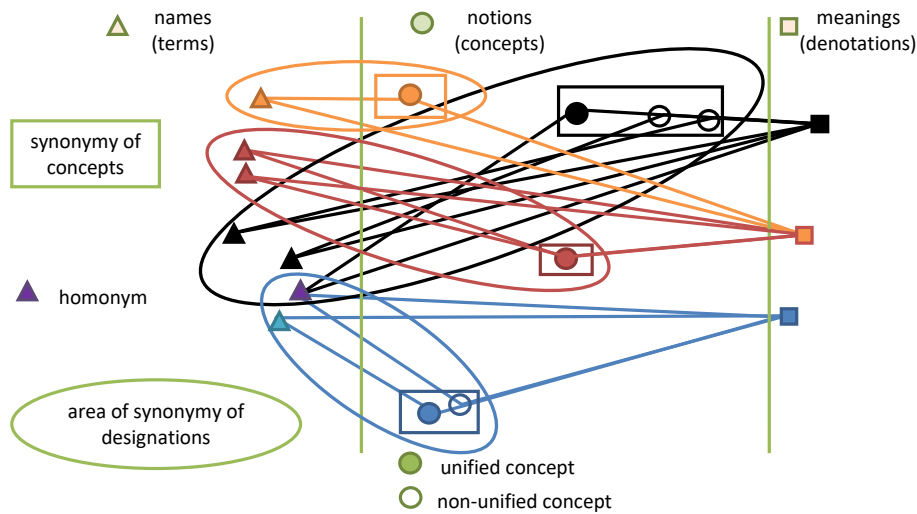 names
(terms)
notions
(concepts)
meanings
(denotations)
synonymy of
concepts
homonym
area of synonymy of
designations
unified concept
non-unified concept